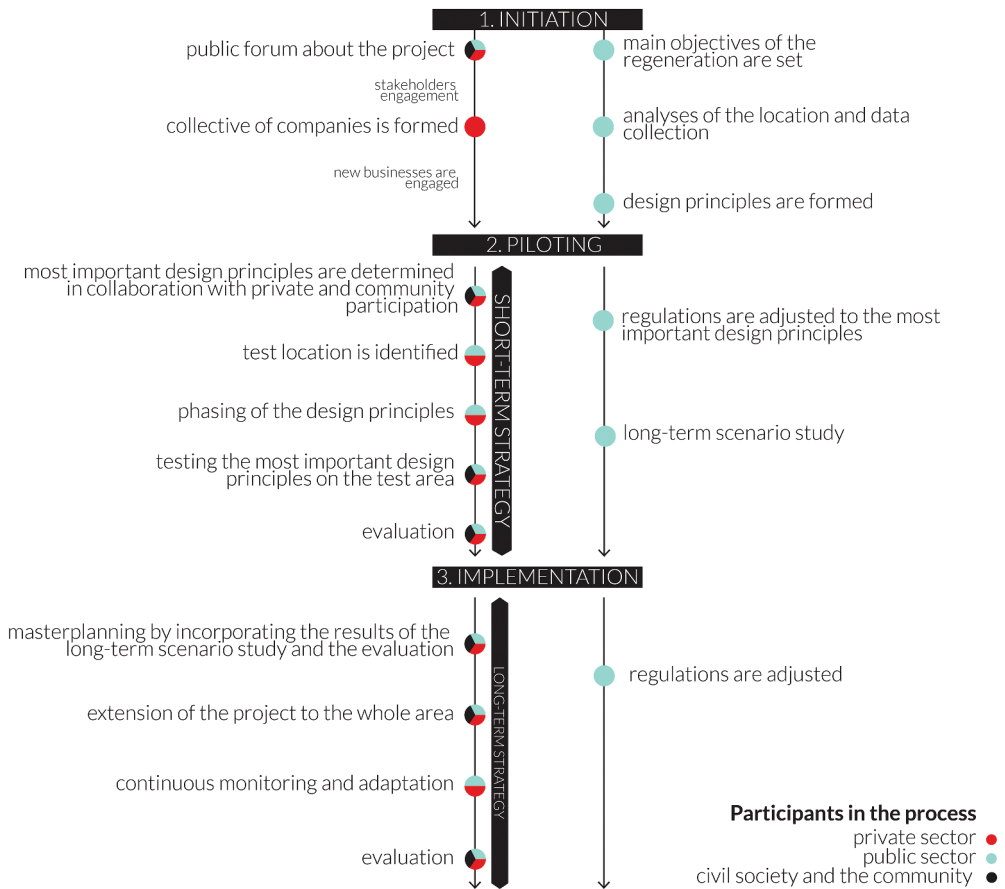 1. INITIATION
public forum about the project
stakeholders
engagement
collective of companies is formed
new businesses are
engaged
main objectives of the
regeneration are set
analyses of the location and data
collection
design principles are formed
2. PILOTING
most important design principles are determined
in collaboration with private and community
participation
test location is identified
phasing of the design principles
testing the most important design
principles on the test area
evaluation
SHORT-TERM STRATEGY
regulations are adjusted to the most
important design principles
long-term scenario study
3. IMPLEMENTATION
masterplanning by incorporating the results of the
long-term scenario study and the evaluation
extension of the project to the whole area
continuous monitoring and adaptation
evaluation
LONG-TERM STRATEGY
regulations are adjusted
Participants in the process
private sector
public sector
civil society and the community